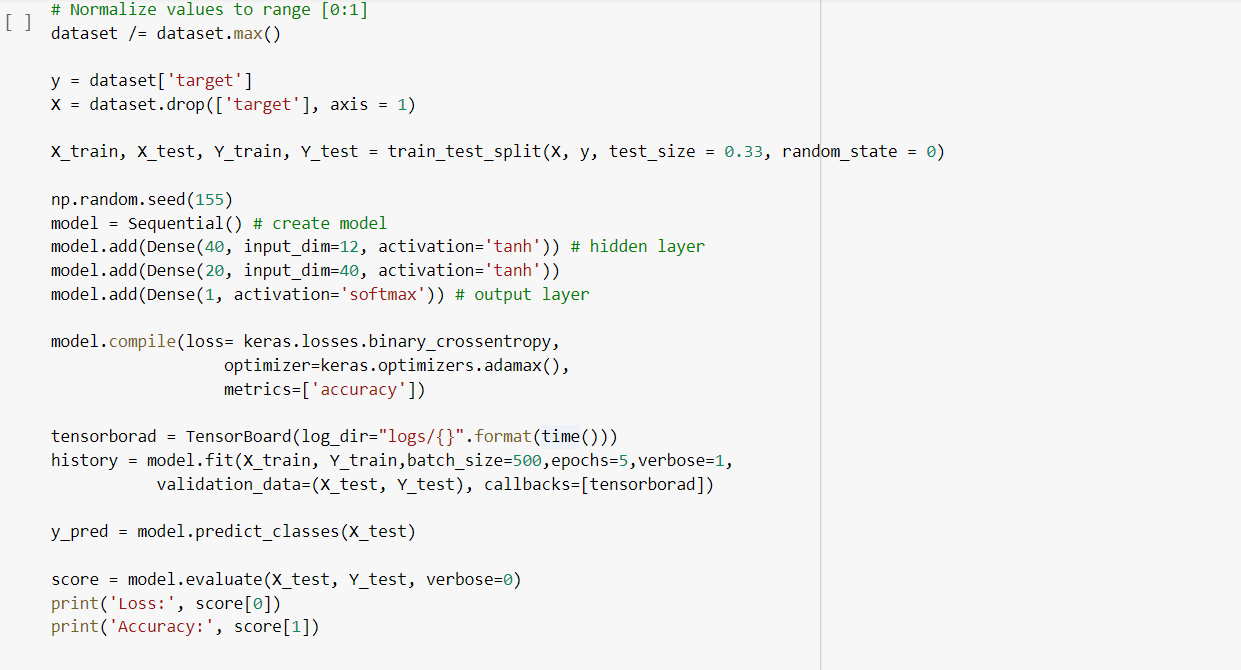 # Normalize values to range [0:1]
[ ]
dataset /= dataset.max()
y = dataset['target']
X = dataset.drop(['target'], axis = 1)
X_train, X_test, Y_train, Y_test = train_test_split(X, y, test_size = 0.33, random_state = 0)
np.random.seed(155)
model = Sequential() # create model
model.add(Dense(40, input_dim=12, activation='tanh')) # hidden layer
model.add(Dense(20, input_dim=40, activation='tanh'))
model.add(Dense(1, activation='softmax')) # output layer
model.compile(loss= keras.losses.binary_crossentropy,
optimizer=keras.optimizers.adamax(),
metrics=['accuracy'])
tensorborad = TensorBoard(log_dir="logs/{}".format(time()))
history = model.fit(X_train, Y_train,batch_size=500,epochs=5,verbose=1,
validation_data=(X_test, Y_test), callbacks=[tensorborad])
y_pred = model.predict_classes(X_test)
score = model.evaluate(X_test, Y_test, verbose=0)
print('Loss:', score[0])
print('Accuracy:', score[1])